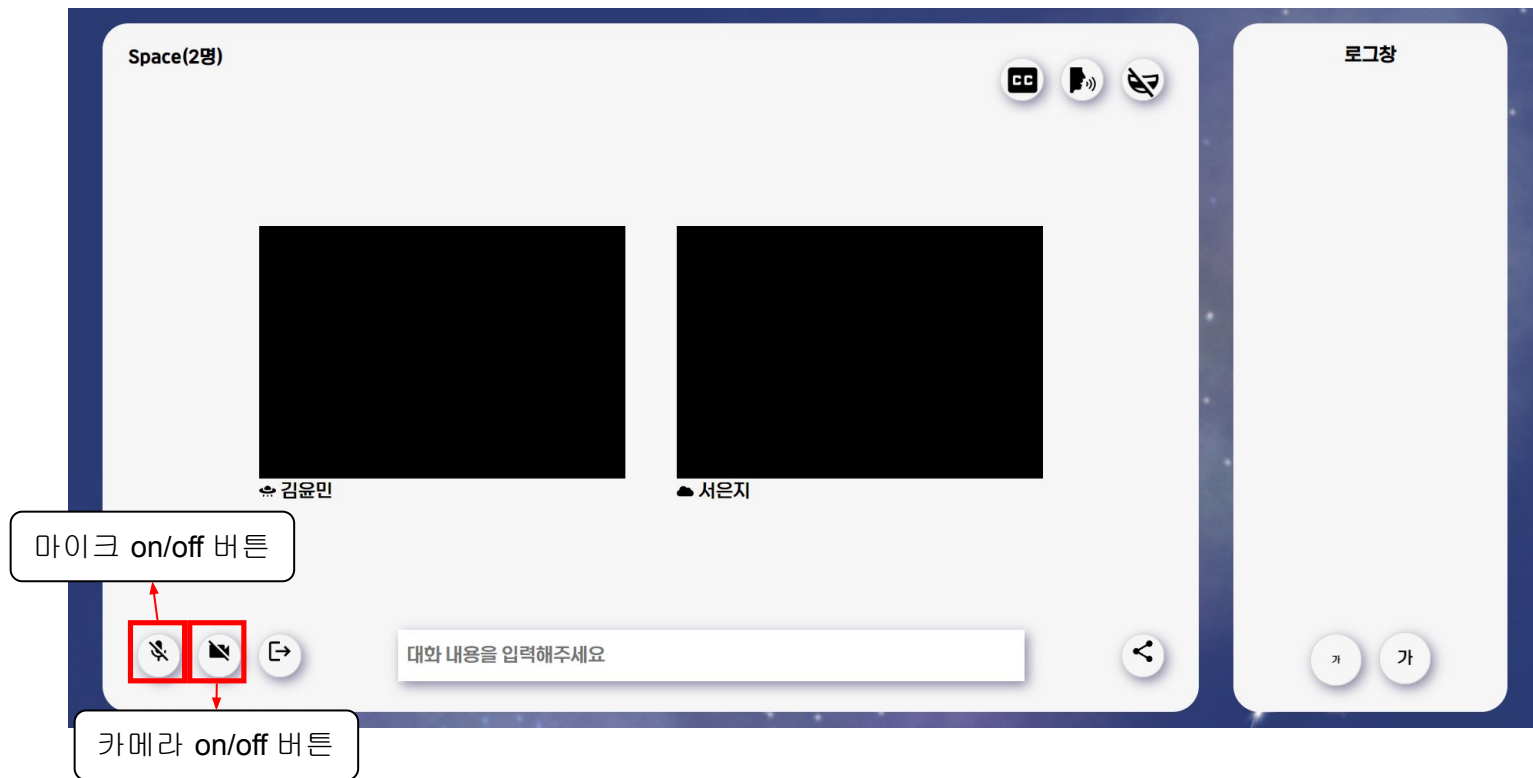 Space(2명)
로그창
CC
김윤민
서은지
마이크 on/off 버튼
대화 내용을 입력해주세요
가
가
카메라 on/off 버튼